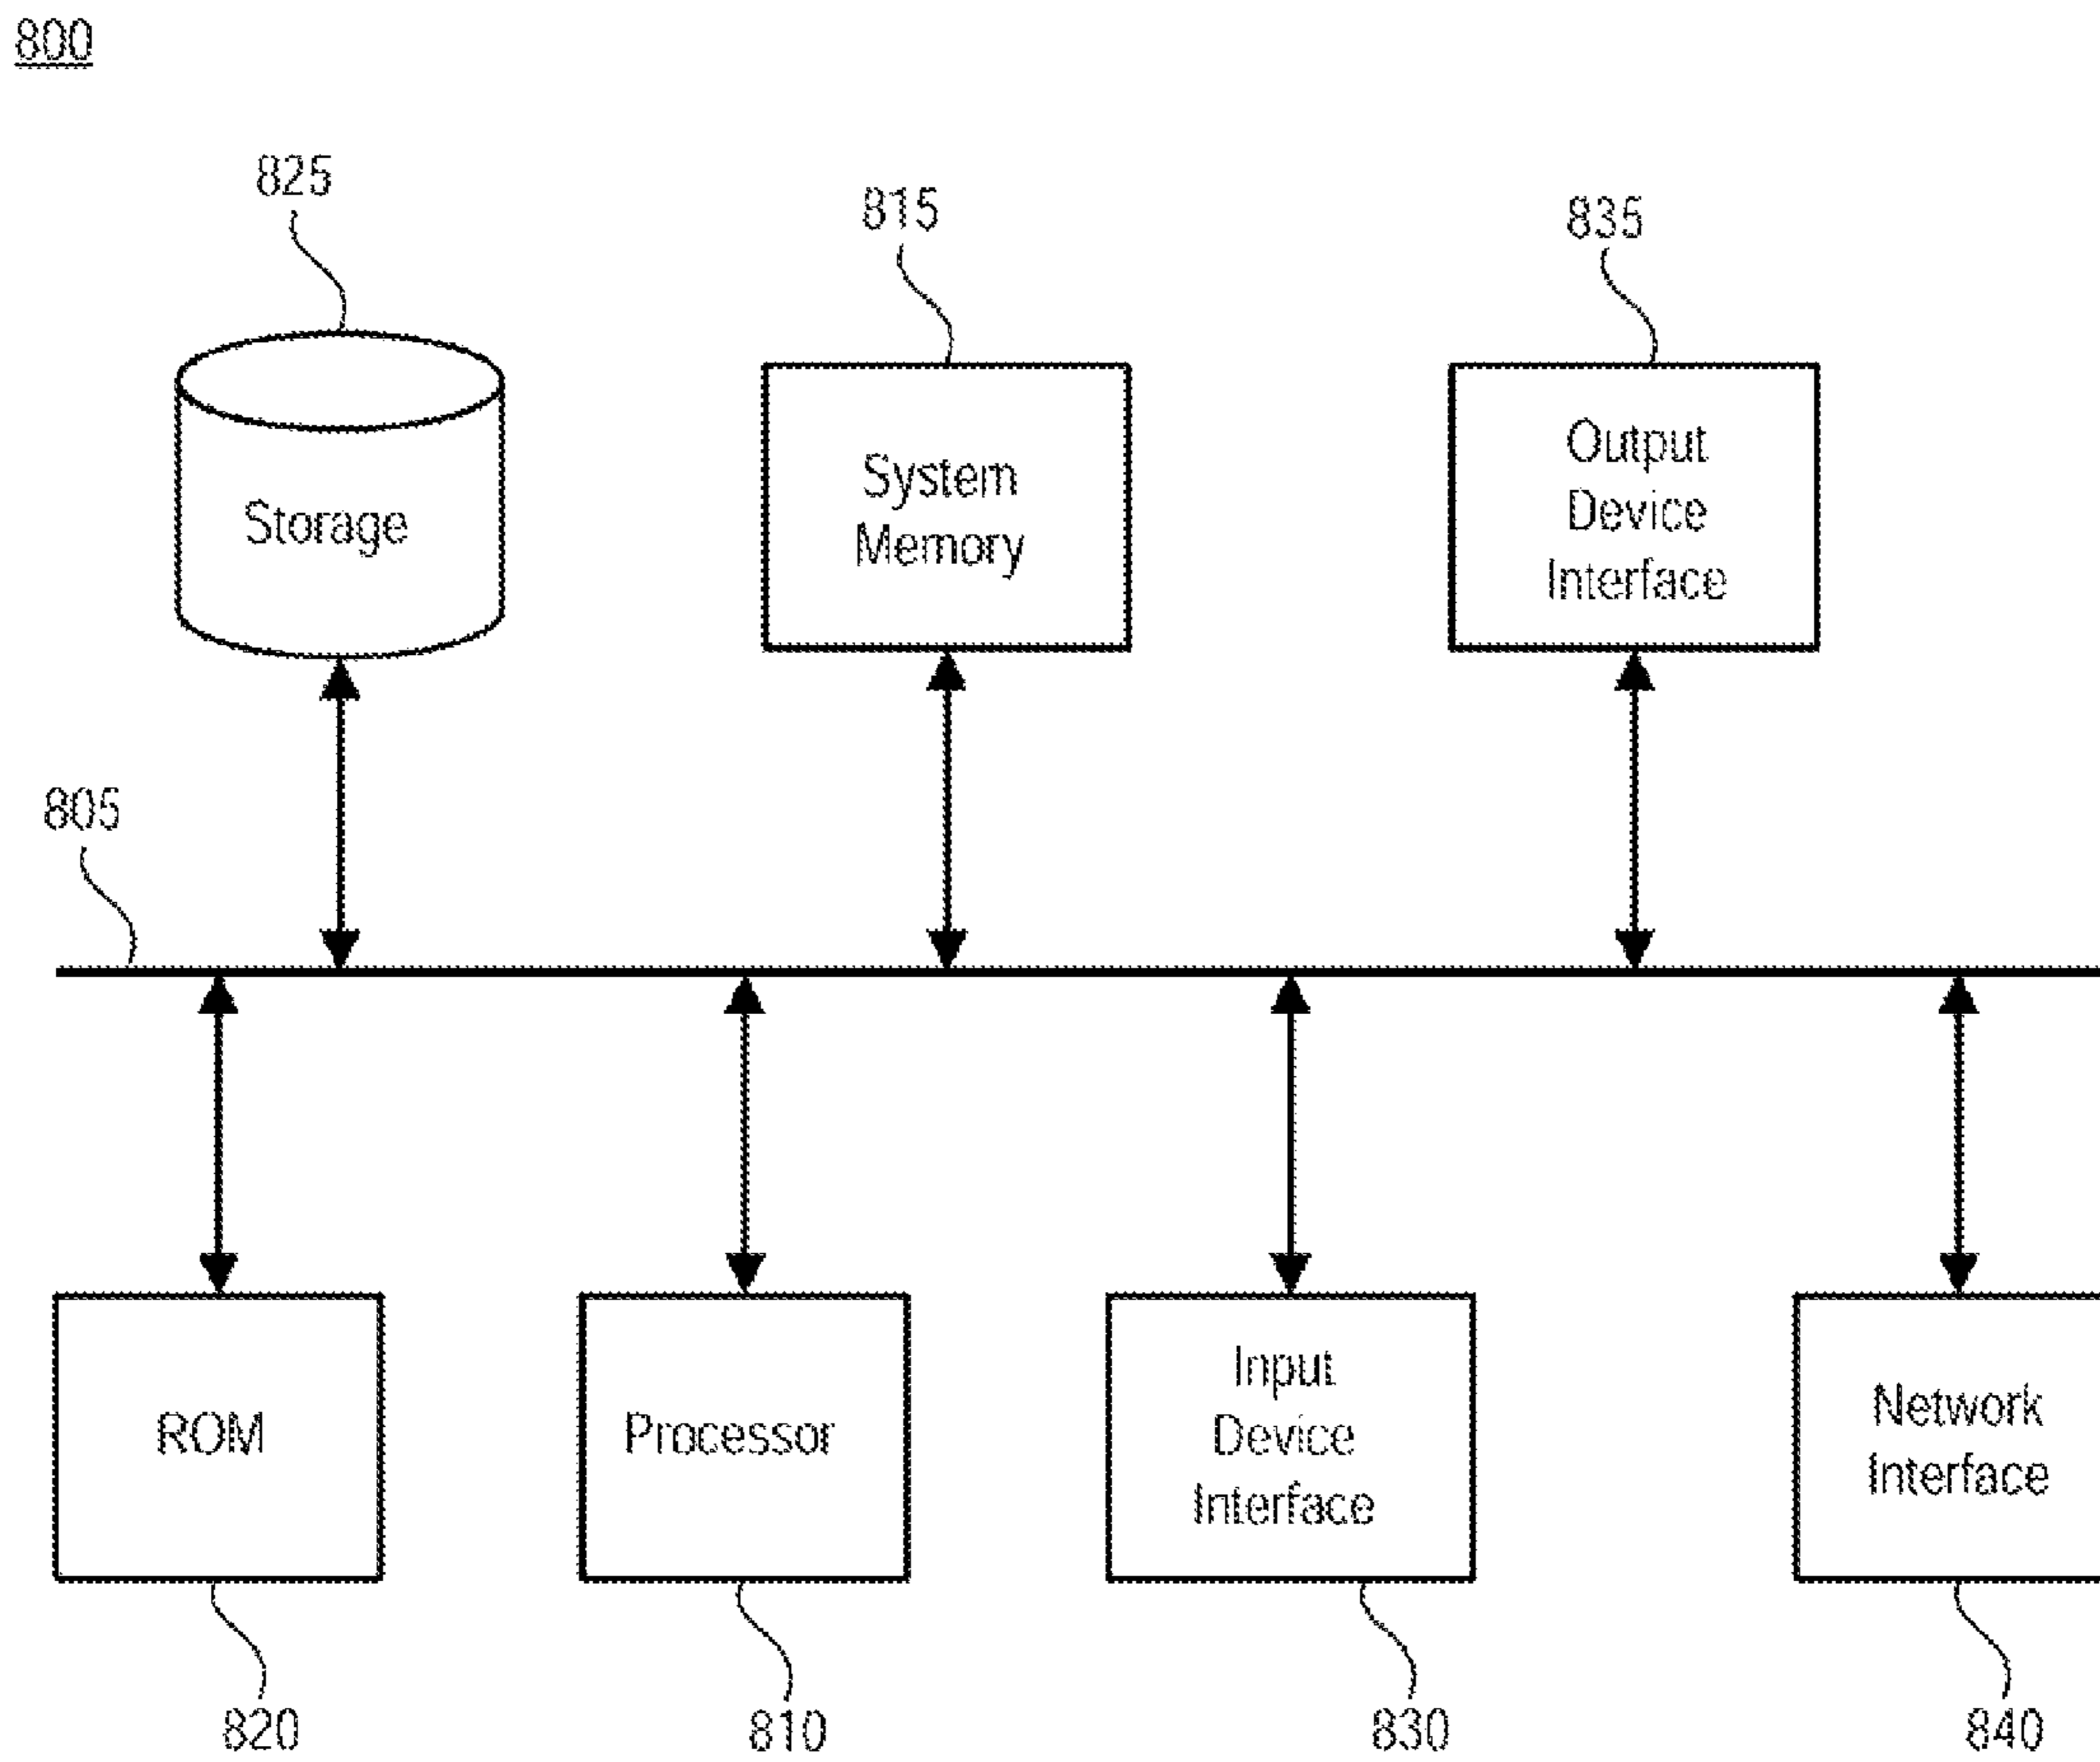 800
825
815
835
Storage
System
Memory
Output
Device
Interface
805
ROM
Processor
Input
Device
Interface
Network
Interface
820
810
830
840